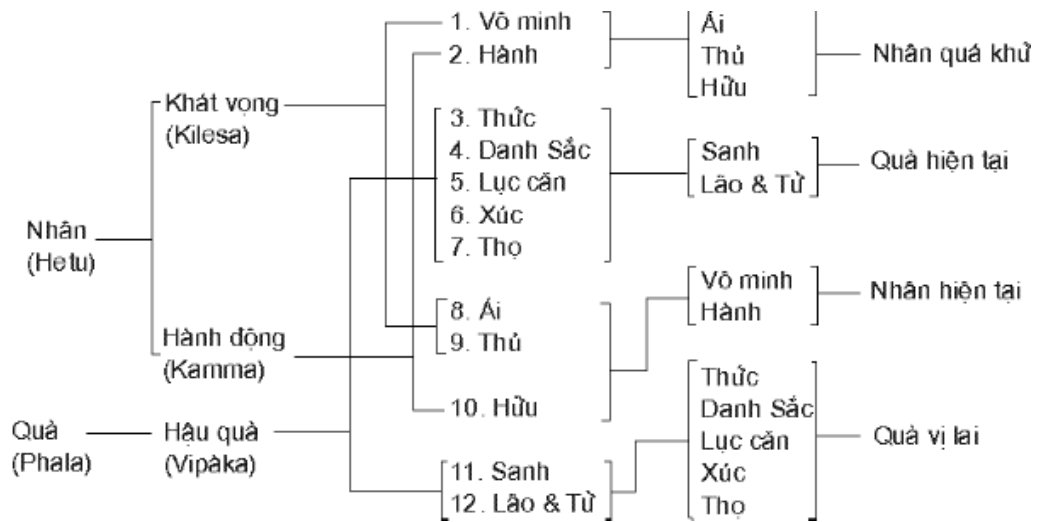 Nhân
(Hetu)
Quả
(Phala)
Khát vọng
(Kilesa)
Hành động
(Kamma)
Hậu quả
(Vipàka)
1. Vô minh
2. Hành
3. Thức
4. Danh Sắc
5. Lục căn
6. Xúc
7. Thọ
8. Ái
9. Thủ
10. Hữu
11. Sanh
12. Lão & Tử
Ái
Thủ
Hữu
Sanh
Lão & Tử
Vô minh
Hành
Thức
Danh Sắc
Lục căn
Xúc
Thọ
Nhân quá khứ
Quả hiện tại
Nhân hiện tại
Quả vị lai